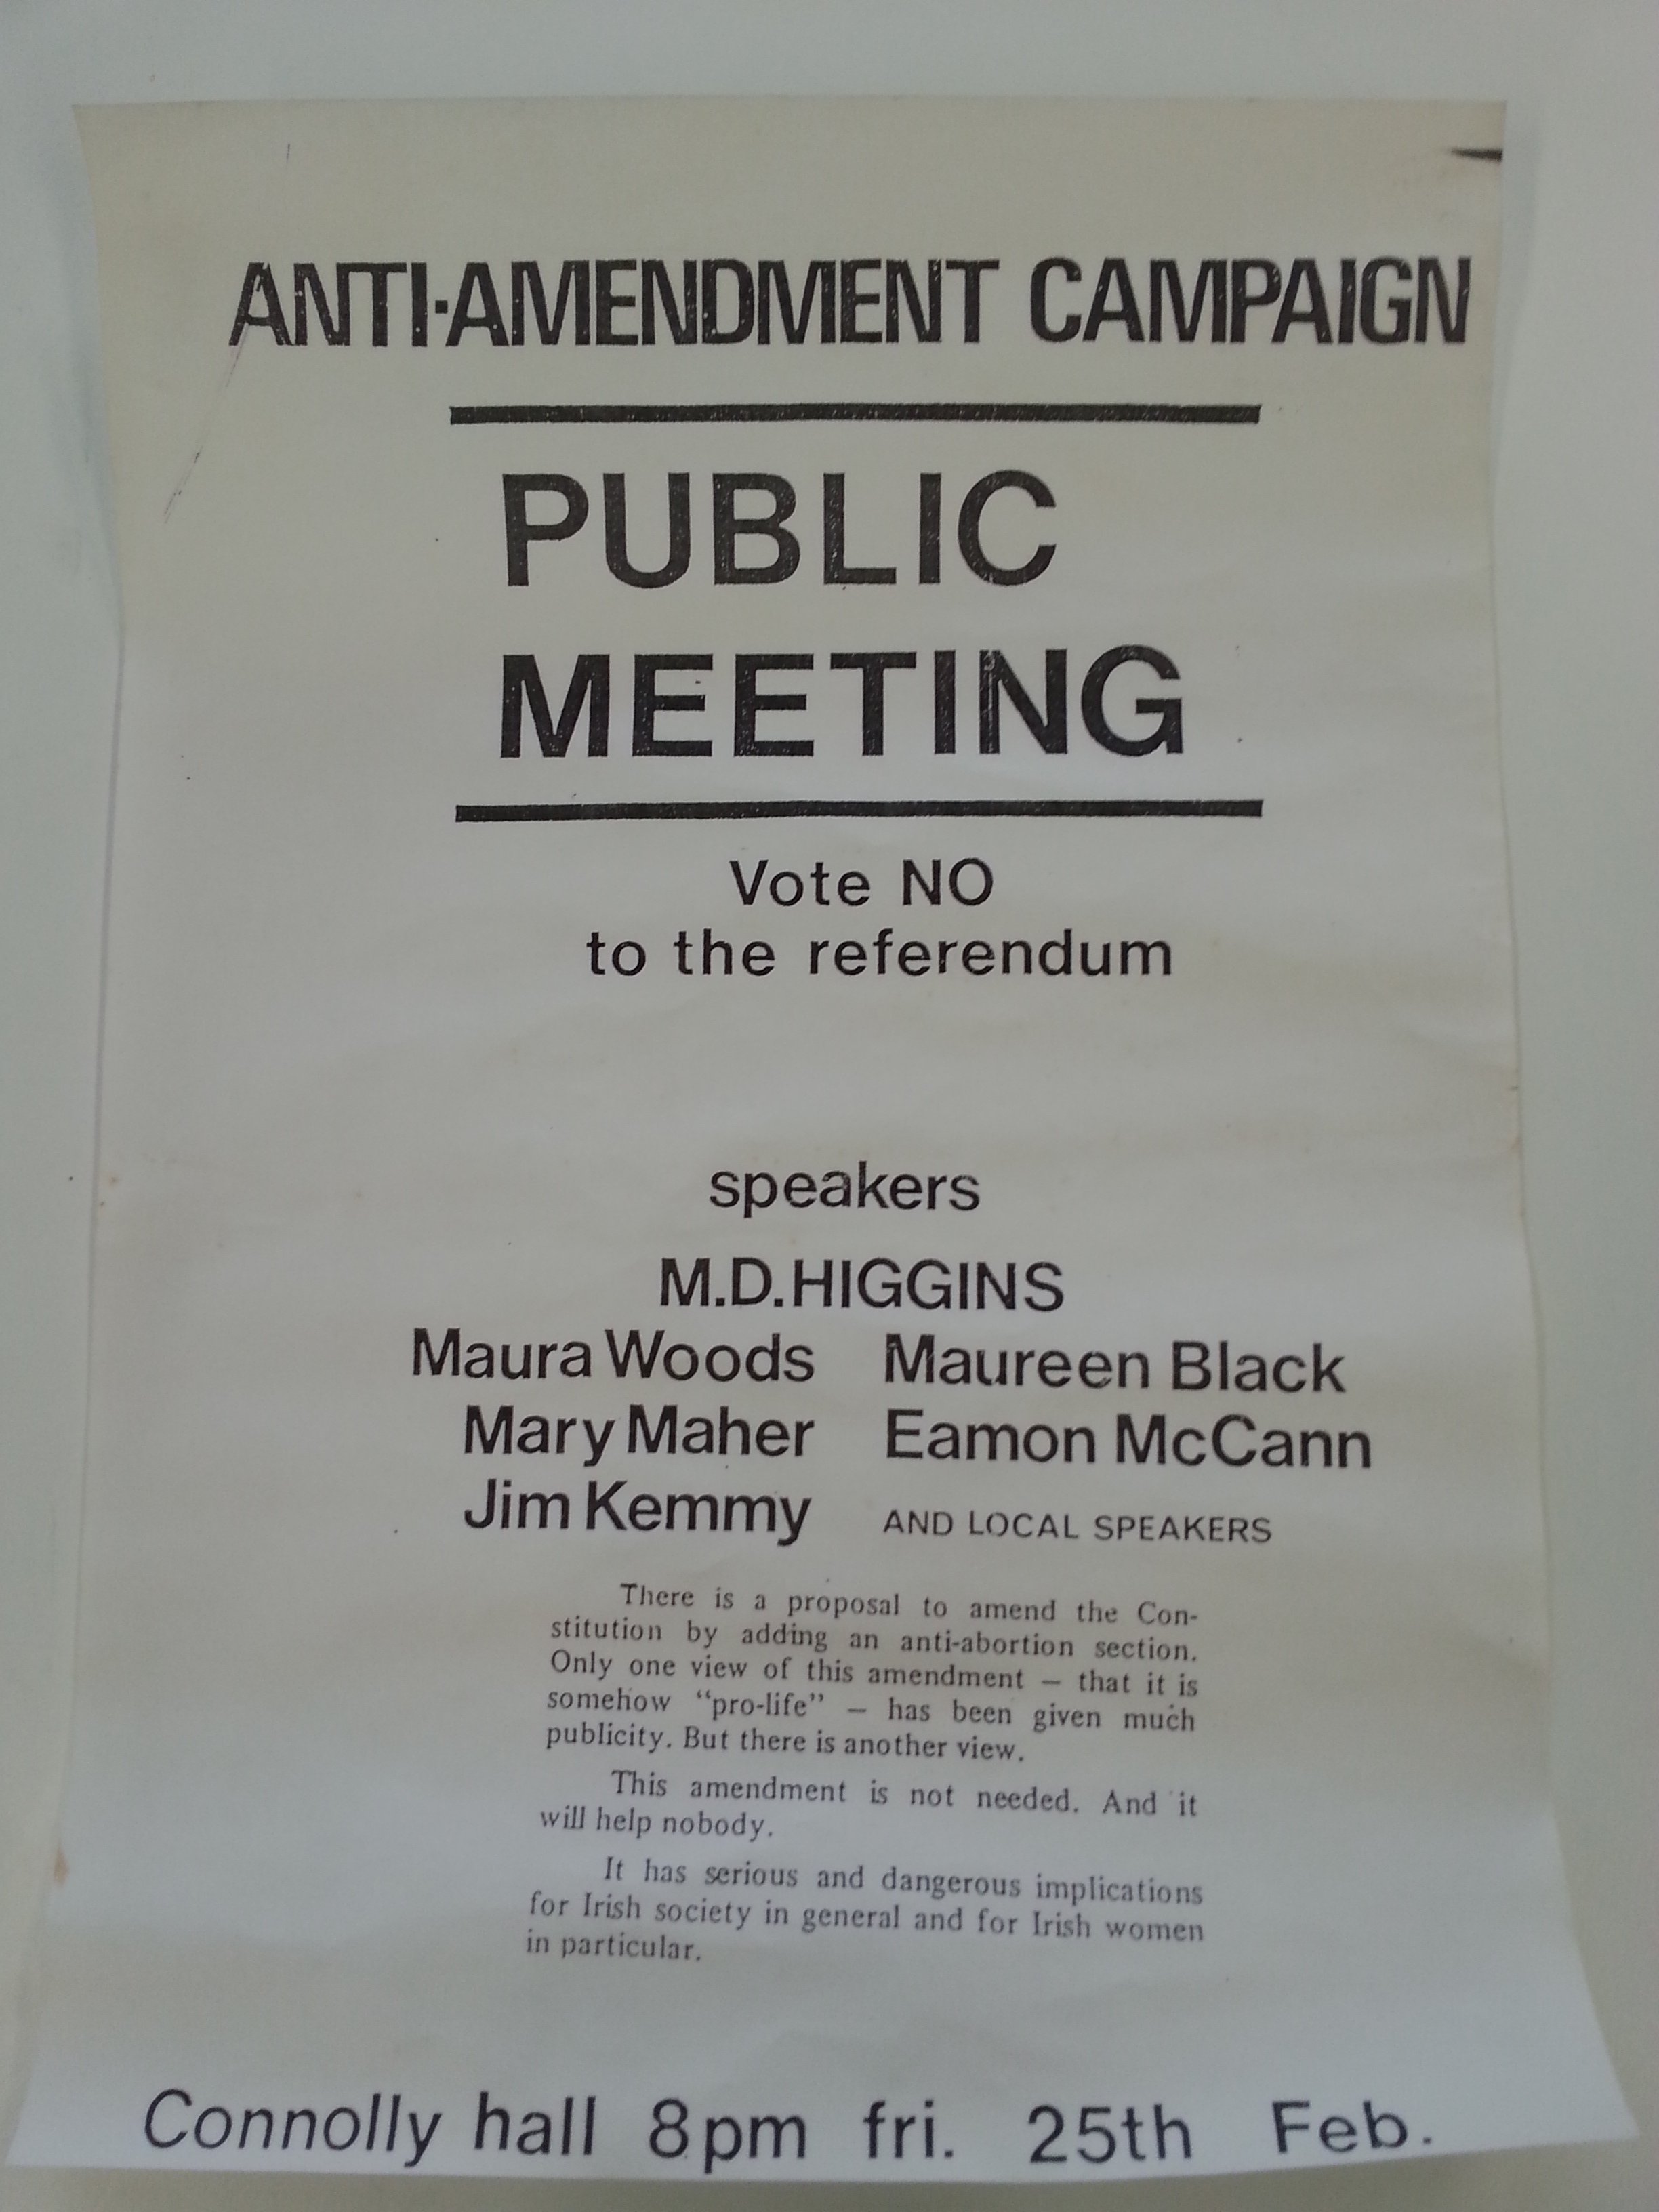 ANTI-AMENDMENT CAMPAIGN
PUBLIC
MEETING
Vote NO
to the referendum
speakers
M.D.HIGGINS
Maura Woods Maureen Black
Mary Maher Eamon McCann
Jim Kemmy AND LOCAL SPEAKERS
There is a proposal to amend the Con-
stitution by adding an anti-abortion section.
Only one view of this amendment — that it is
somehow “pro-life” — has been given much
publicity. But there is another view.
This amendment is not needed. And it
will help nobody.
It has serious and dangerous implications
for Irish society in general and for Irish women
in particular.
Connolly hall 8pm fri. 25th Feb.